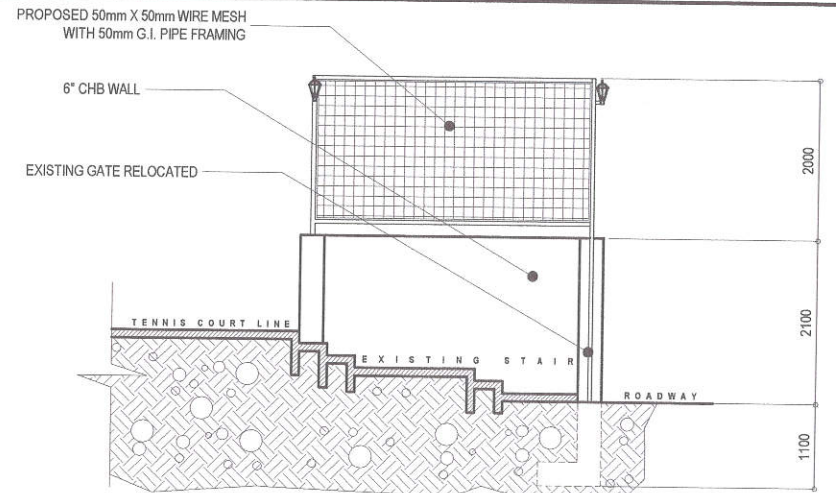 PROPOSED 50mm X 50mm WIRE MESH
WITH 50mm G.I. PIPE FRAMING
6" CHB WALL
EXISTING GATE RELOCATED
2000
2100
TENNIS COURT LINE
EXISTING STAIR
ROADWAY
1100